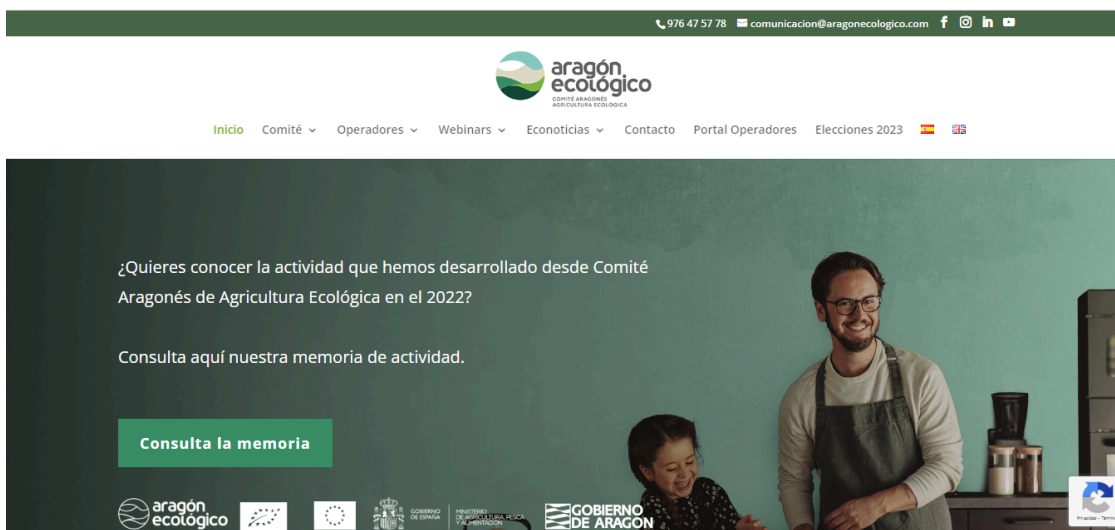 976 47 57 78 comunicacion@aragonecologico.com
aragón
ecológico
COMITÉ ARAGONÉS
AGRICULTURA ECOLÓGICA
Inicio Comité Operadores Webinars Econoticias Contacto Portal Operadores Elecciones 2023
¿Quieres conocer la actividad que hemos desarrollado desde Comité
Aragonés de Agricultura Ecológica en el 2022?
Consulta aquí nuestra memoria de actividad.
Consulta la memoria
aragón
ecológico
GOBIERNO
DE ESPAÑA
MINISTERIO
DE AGRICULTURA, PESCA
Y ALIMENTACIÓN
GOBIERNO
DE ARAGON